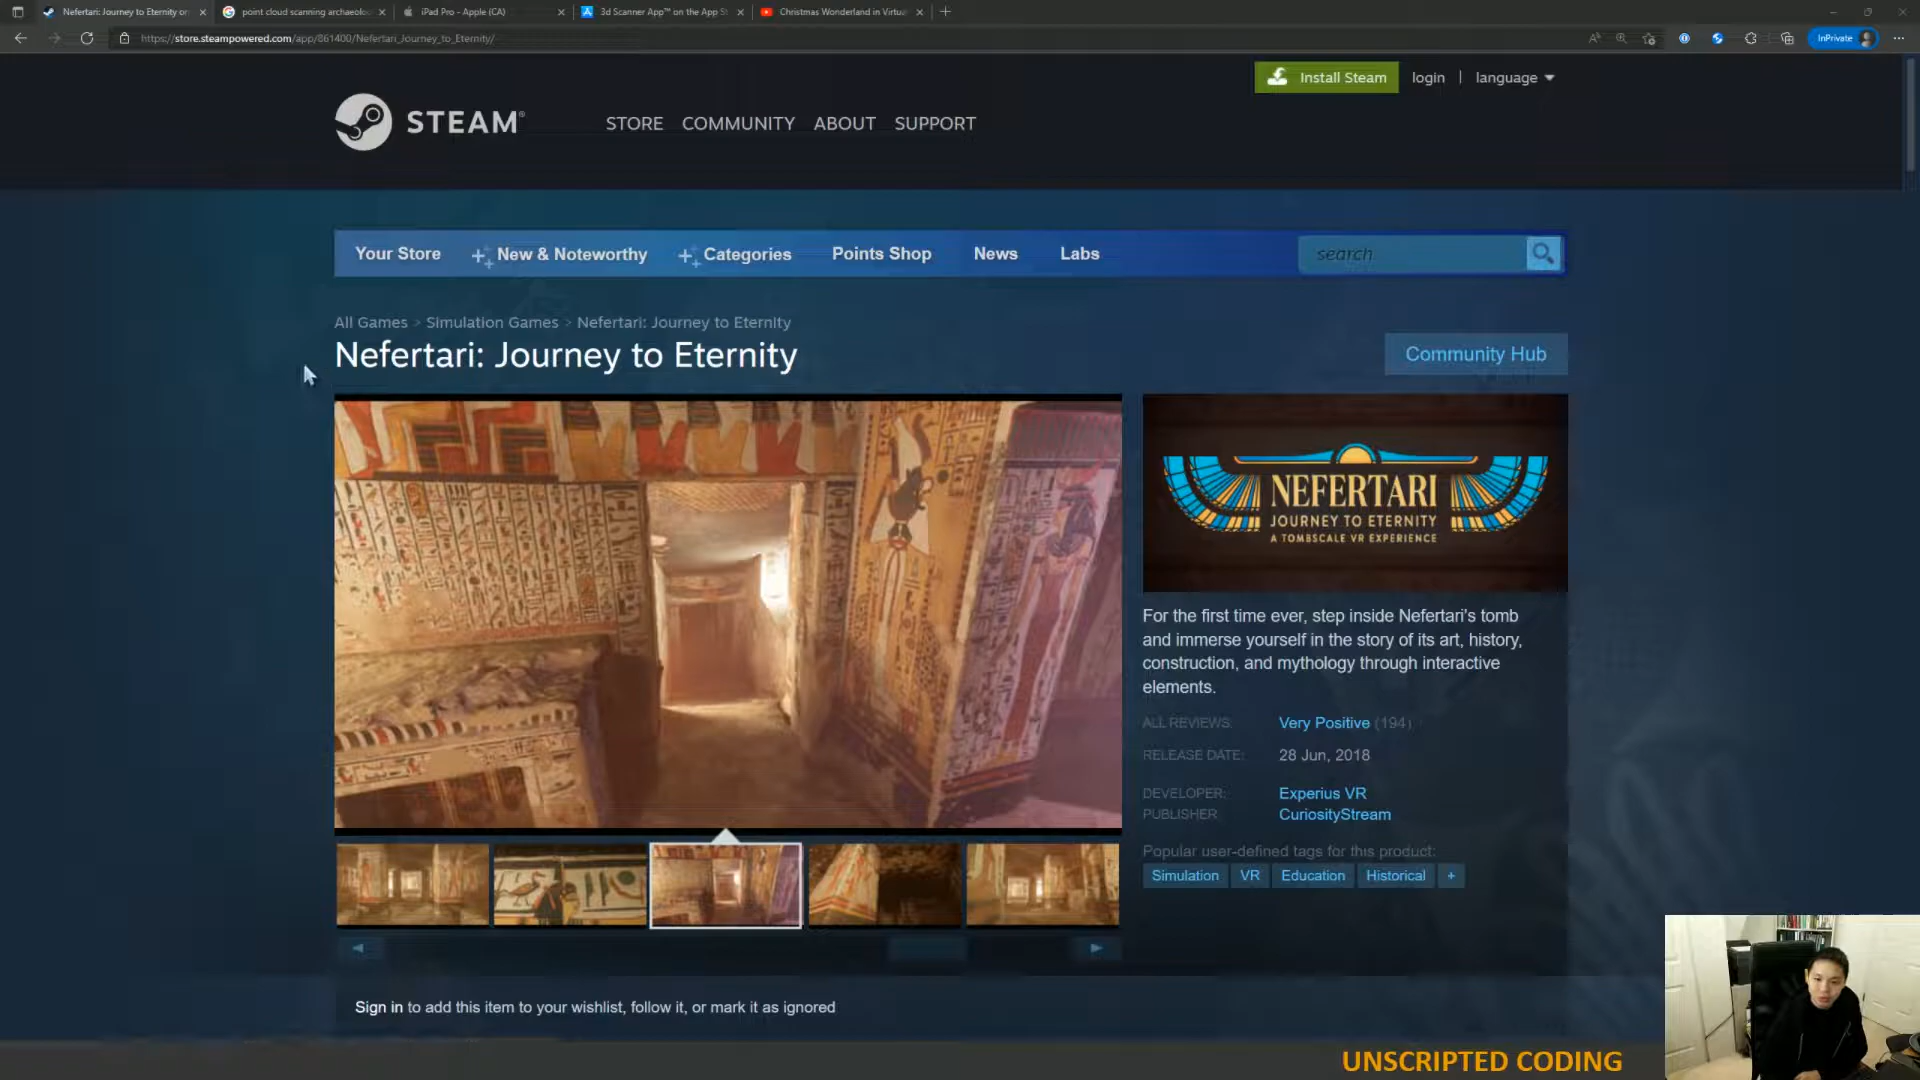 Nefertari: Journey to Eternity on
point cloud scanning archaeolo
iPad Pro - Apple (CA)
3d Scanner App™ on the App S
Christmas Wonderland in Virtua
https://store.steampowered.com/app/861400/Nefertari_Journey_to_Eternity/
InPrivate
Install Steam
login | language
STEAM®
STORE COMMUNITY ABOUT SUPPORT
Your Store New & Noteworthy Categories Points Shop News Labs search
All Games > Simulation Games > Nefertari: Journey to Eternity
Nefertari: Journey to Eternity
Community Hub
NEFERTARI
JOURNEY TO ETERNITY
A TOMBSCALE VR EXPERIENCE
For the first time ever, step inside Nefertari's tomb
and immerse yourself in the story of its art, history,
construction, and mythology through interactive
elements.
ALL REVIEWS: Very Positive (194)
RELEASE DATE: 28 Jun, 2018
DEVELOPER: Experius VR
PUBLISHER: CuriosityStream
Popular user-defined tags for this product:
Simulation VR Education Historical +
Sign in to add this item to your wishlist, follow it, or mark it as ignored
UNSCRIPTED CODING